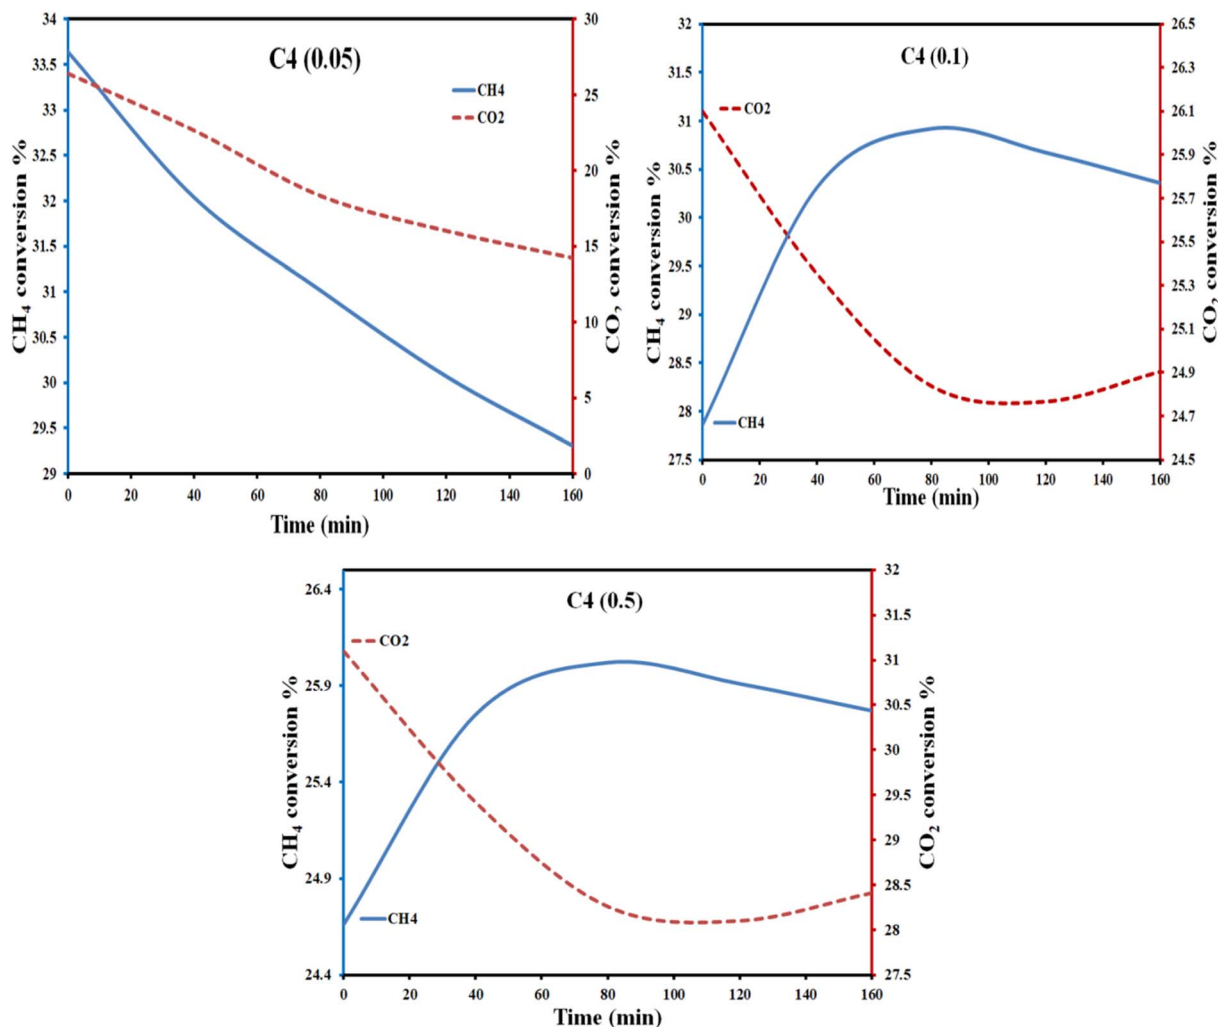 C4 (0.05)
CH4
CO2
34
33.5
33
32.5
32
31.5
31
30.5
30
29.5
29
30
25
20
15
10
5
0
0 20 40 60 80 100 120 140 160
CH4 conversion %
CO, conversion %
Time (min)
C4 (0.1)
CO2
CH4
32
31.5
31
30.5
30
29.5
29
28.5
28
27.5
26.5
26.3
26.1
25.9
25.7
25.5
25.3
25.1
24.9
24.7
24.5
0 20 40 60 80 100 120 140 160
CH4 conversion %
CO, conversion %
Time (min)
C4 (0.5)
CO2
CH4
26.4
25.9
25.4
24.9
24.4
32
31.5
31
30.5
30
29.5
29
28.5
28
27.5
0 20 40 60 80 100 120 140 160
CH4 conversion %
CO2 conversion %
Time (min)